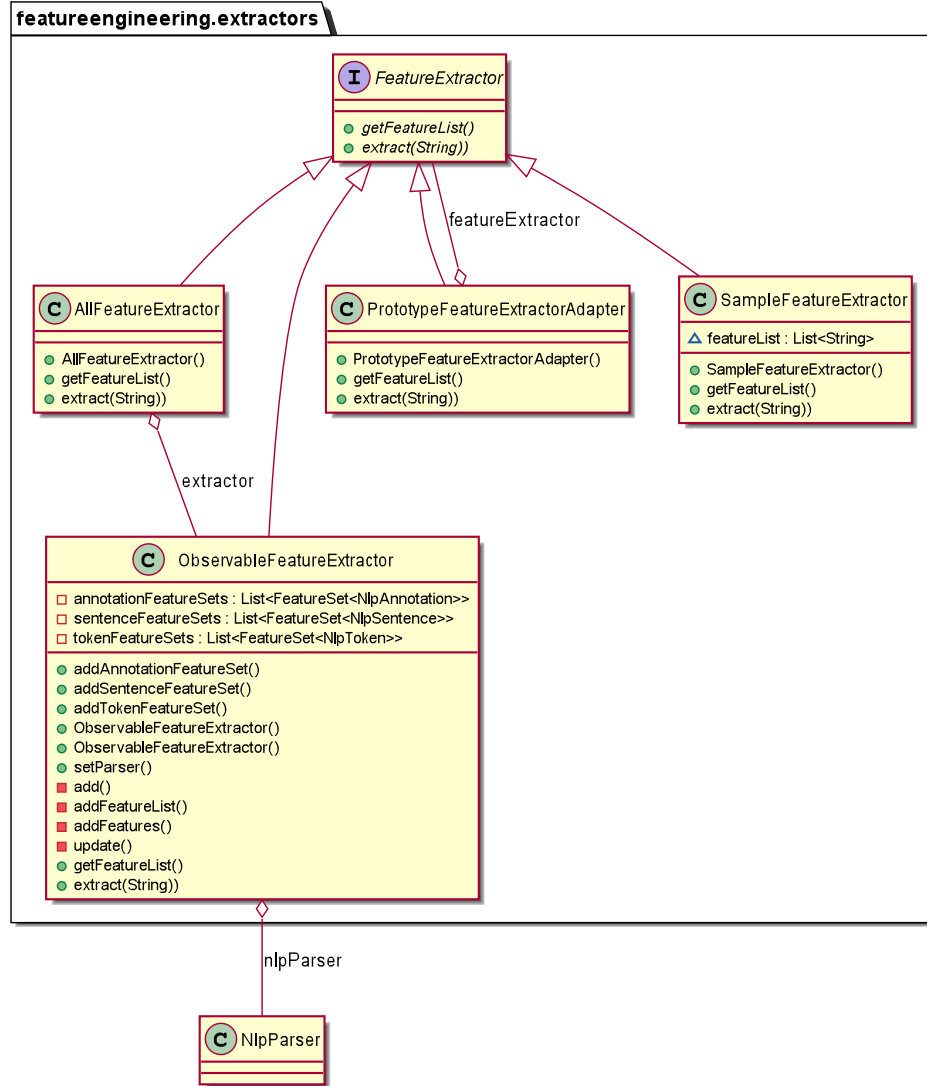 featureengineering.extractors
I FeatureExtractor
getFeatureList()
extract(String))
featureExtractor
C AllFeatureExtractor
AllFeatureExtractor()
getFeatureList()
extract(String))
C PrototypeFeatureExtractorAdapter
PrototypeFeatureExtractorAdapter()
getFeatureList()
extract(String))
C SampleFeatureExtractor
featureList : List<String>
SampleFeatureExtractor()
getFeatureList()
extract(String))
extractor
C ObservableFeatureExtractor
annotationFeatureSets : List<FeatureSet<NlpAnnotation>>
sentenceFeatureSets : List<FeatureSet<NlpSentence>>
tokenFeatureSets : List<FeatureSet<NlpToken>>
addAnnotationFeatureSet()
addSentenceFeatureSet()
addTokenFeatureSet()
ObservableFeatureExtractor()
ObservableFeatureExtractor()
setParser()
add()
addFeatureList()
addFeatures()
update()
getFeatureList()
extract(String))
nlpParser
C NlpParser